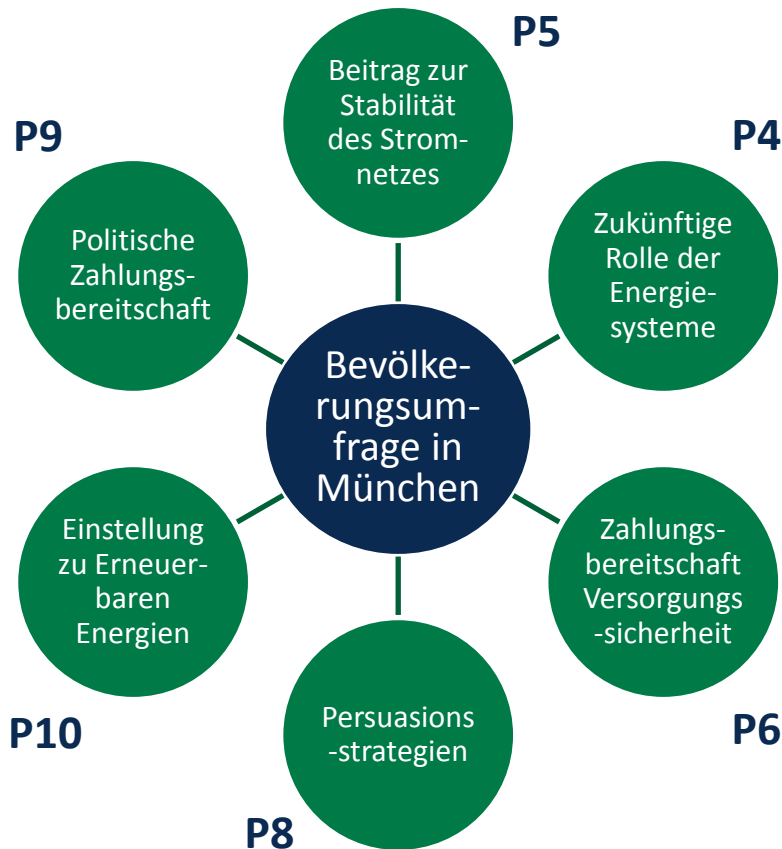 P5
Beitrag zur
Stabilität
des Strom-
netzes
P9
P4
Politische
Zahlungs-
bereitschaft
Zukünftige
Rolle der
Energie-
systeme
Bevölke-
rungsum-
frage in
München
Einstellung
zu Erneuer-
baren
Energien
Zahlungs-
bereitschaft
Versorgungs
-sicherheit
P10
P6
Persuasions
-strategien
P8